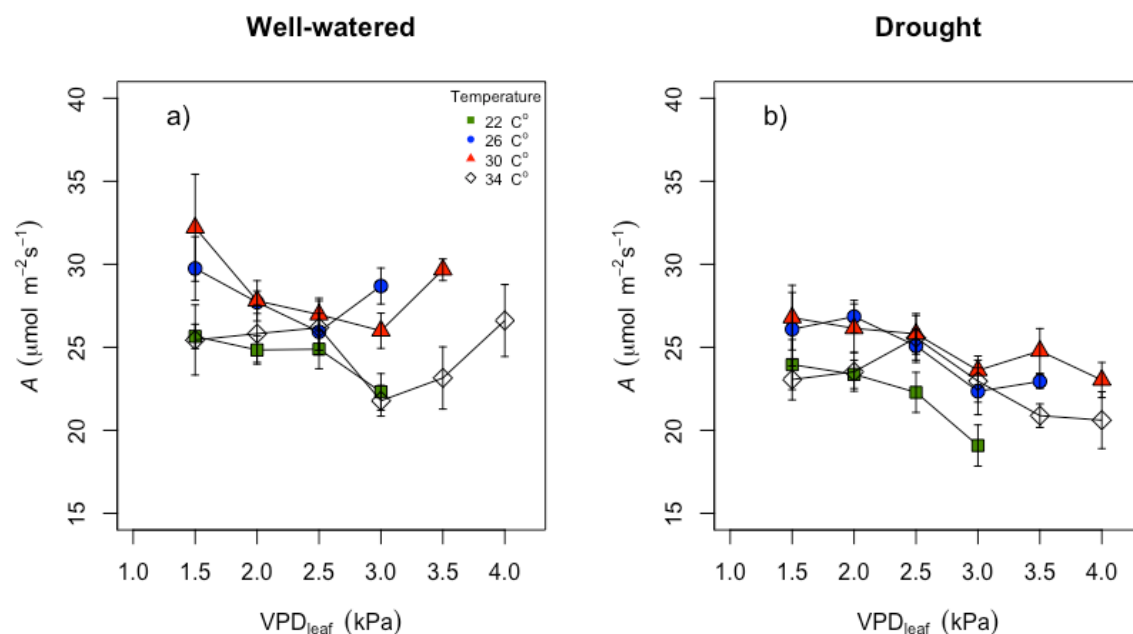 Well-watered
Drought
a)
Temperature
22 C°
26 C°
30 C°
34 C°
40
35
30
25
20
15
A (μmol m⁻²s⁻¹)
1.0 1.5 2.0 2.5 3.0 3.5 4.0
VPDleaf (kPa)
b)
40
35
30
25
20
15
A (μmol m⁻²s⁻¹)
1.0 1.5 2.0 2.5 3.0 3.5 4.0
VPDleaf (kPa)